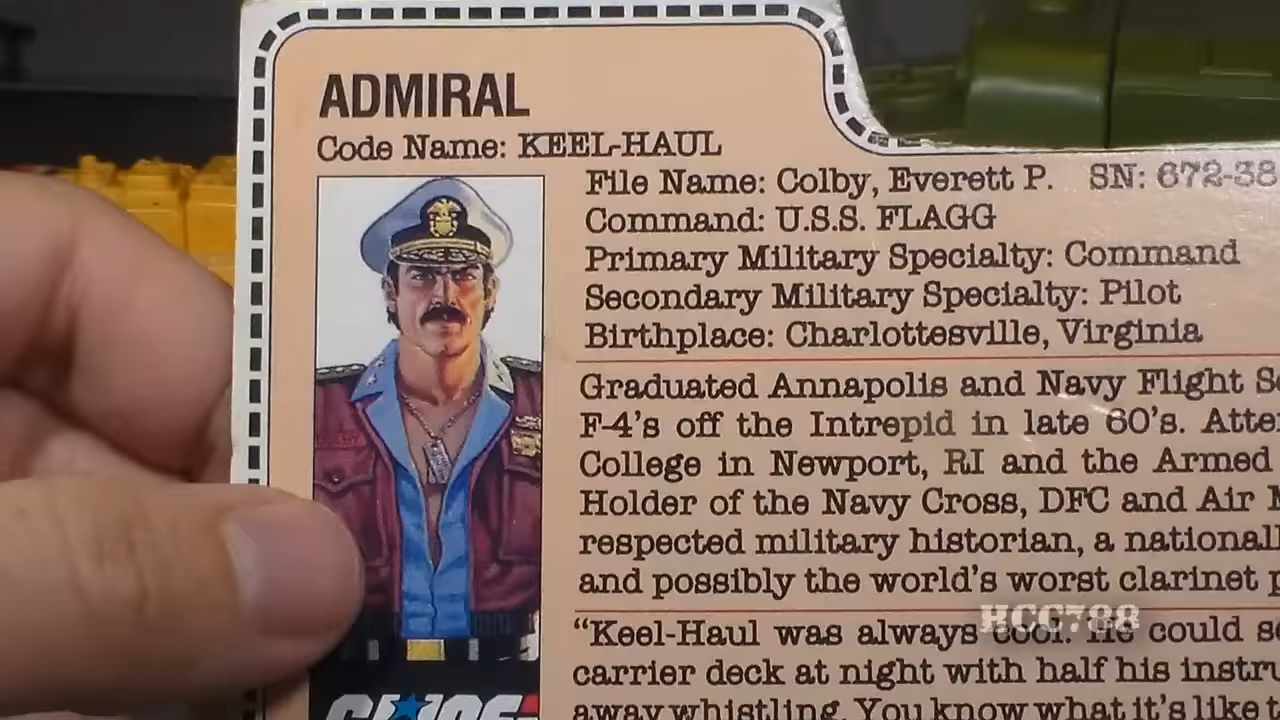 ADMIRAL
Code Name: KEEL-HAUL
File Name: Colby, Everett P. SN: 672-38
Command: U.S.S. FLAGG
Primary Military Specialty: Command
Secondary Military Specialty: Pilot
Birthplace: Charlottesville, Virginia
Graduated Annapolis and Navy Flight
F-4's off the Intrepid in late 60's.
College in Newport, RI and the Armed
Holder of the Navy Cross, DFC and Air
respected military historian, a
and possibly the world's worst clarinet
HCC788
"Keel-Haul was always cool. He could
carrier deck at night with half his
away whistling. You know what it's like
GI JOE